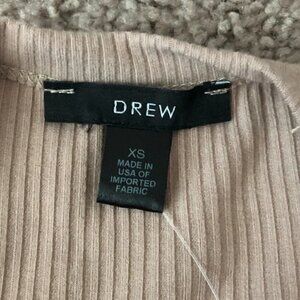 DREW
XS
MADE IN
USA OF
IMPORTED
FABRIC